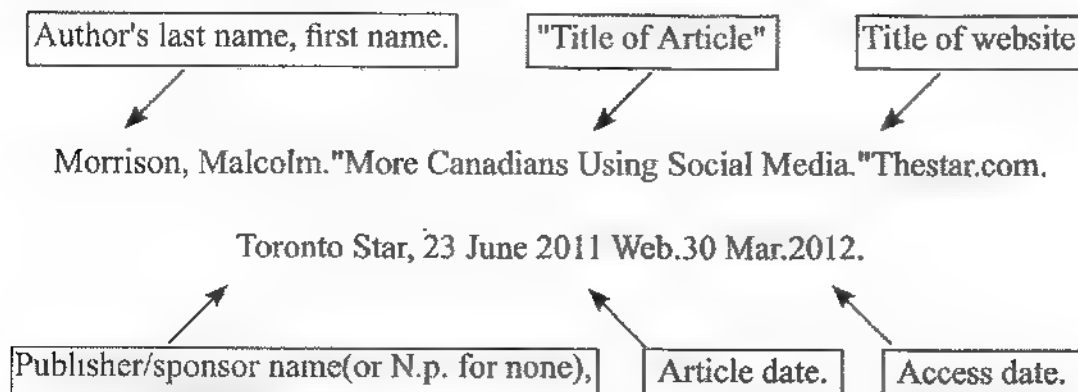 Author's last name, first name.
"Title of Article"
Title of website
Morrison, Malcolm."More Canadians Using Social Media."Thestar.com.
Toronto Star, 23 June 2011 Web.30 Mar.2012.
Publisher/sponsor name(or N.p. for none),
Article date.
Access date.